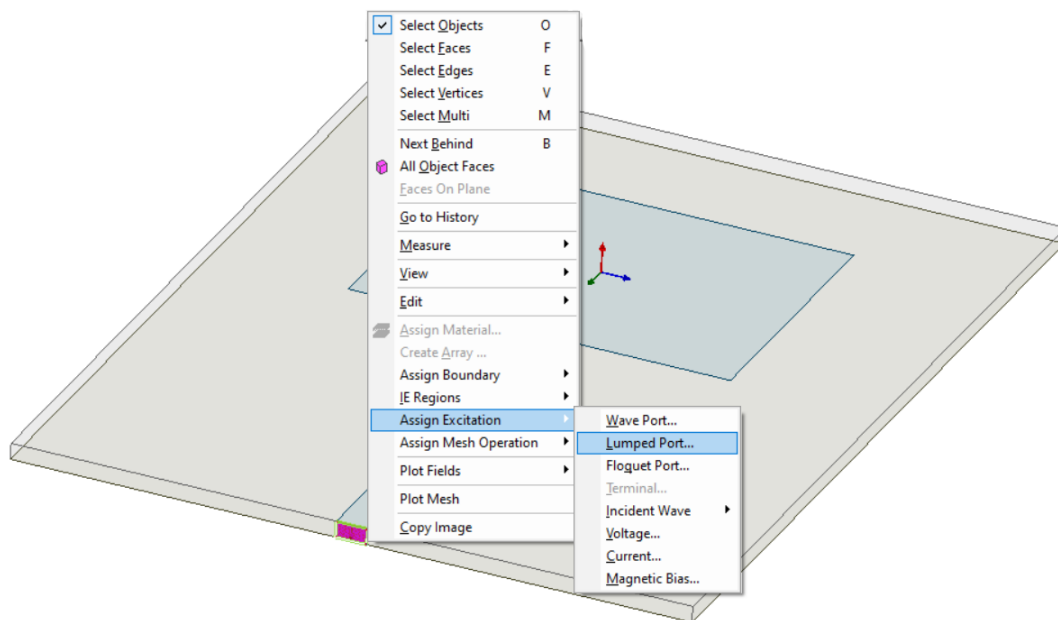 Select Objects O
Select Faces F
Select Edges E
Select Vertices V
Select Multi M
Next Behind B
All Object Faces
Faces On Plane
Go to History
Measure
View
Edit
Assign Material...
Create Array ...
Assign Boundary
IE Regions
Assign Excitation
Assign Mesh Operation
Plot Fields
Plot Mesh
Copy Image
Wave Port...
Lumped Port...
Floquet Port...
Terminal...
Incident Wave
Voltage...
Current...
Magnetic Bias...